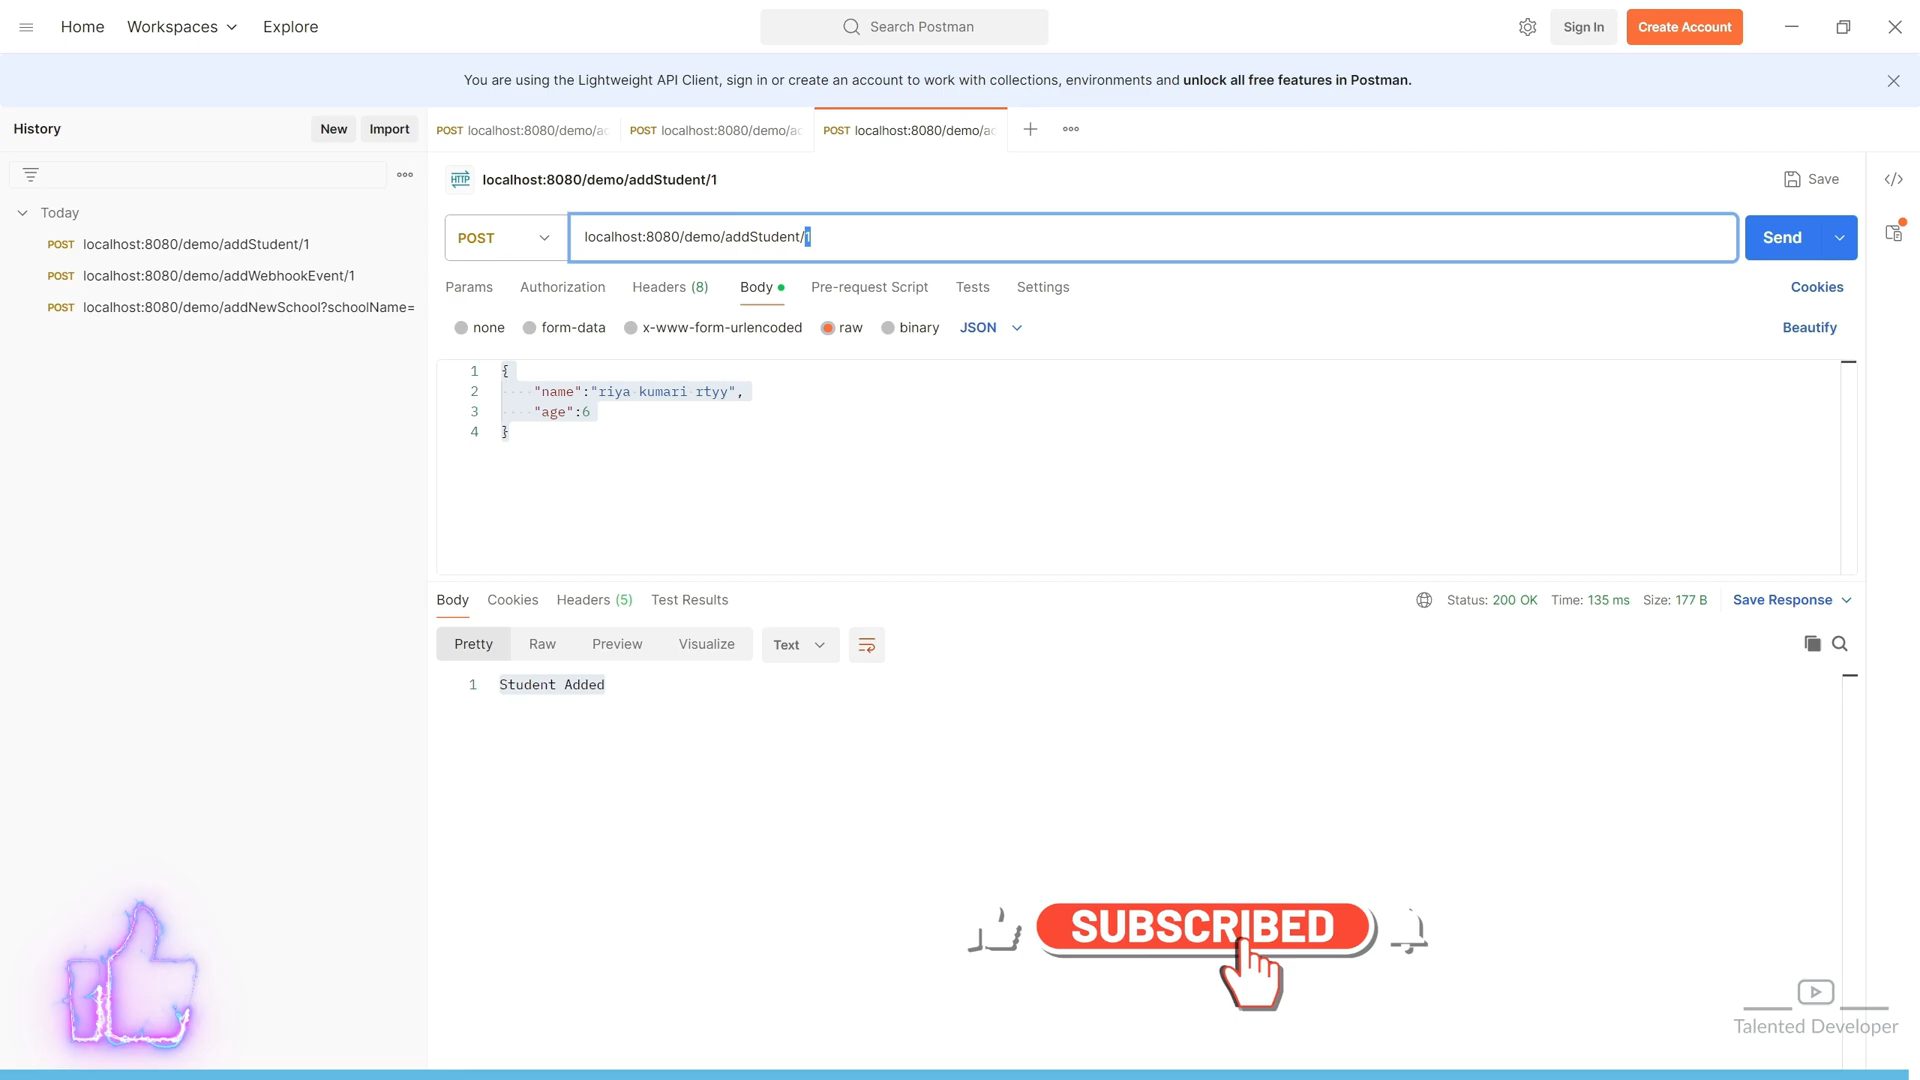 Home Workspaces Explore Search Postman Sign In Create Account
You are using the Lightweight API Client, sign in or create an account to work with collections, environments and unlock all free features in Postman.
History New Import POST localhost:8080/demo/ac POST localhost:8080/demo/ac POST localhost:8080/demo/ac
HTTP localhost:8080/demo/addStudent/1 Save </>
Today
POST localhost:8080/demo/addStudent/1 Send
POST localhost:8080/demo/addStudent/1
POST localhost:8080/demo/addWebhookEvent/1
POST localhost:8080/demo/addNewSchool?schoolName=
Params Authorization Headers (8) Body Pre-request Script Tests Settings Cookies
none form-data x-www-form-urlencoded raw binary JSON Beautify
1 {
2 "name":"riya kumari rtyy",
3 "age":6
4 }
Body Cookies Headers (5) Test Results Status: 200 OK Time: 135 ms Size: 177 B Save Response
Pretty Raw Preview Visualize Text
1 Student Added
SUBSCRIBED
Talented Developer